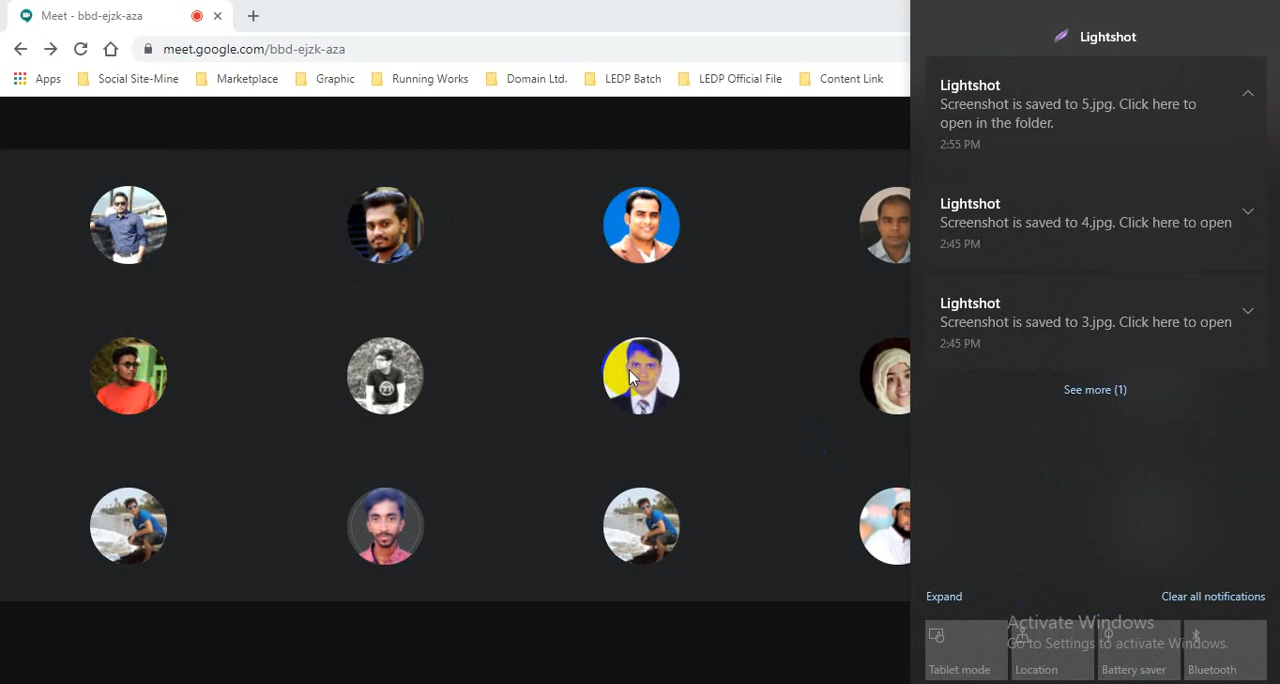 Meet - bbd-ejzk-aza
meet.google.com/bbd-ejzk-aza
Apps
Social Site-Mine
Marketplace
Graphic
Running Works
Domain Ltd.
LEDP Batch
LEDP Official File
Content Link
Lightshot
Lightshot
Screenshot is saved to 5.jpg. Click here to
open in the folder.
2:55 PM
Lightshot
Screenshot is saved to 4.jpg. Click here to open
2:45 PM
Lightshot
Screenshot is saved to 3.jpg. Click here to open
2:45 PM
See more (1)
Expand
Clear all notifications
Activate Windows
Go to Settings to activate Windows.
Tablet mode
Location
Battery saver
Bluetooth